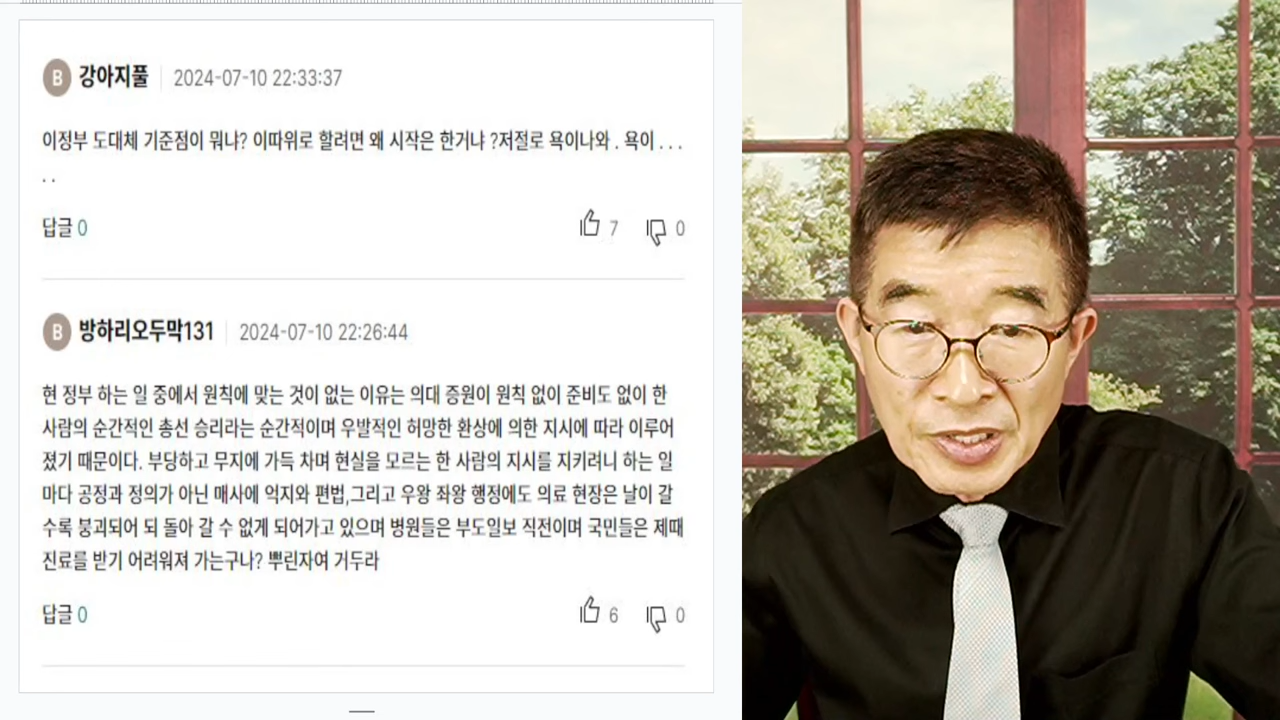 B 강아지풀 2024-07-10 22:33:37
이정부 도대체 기준점이 뭐냐? 이따위로 할려면 왜 시작은 한거냐 ?저절로 욕이나와 . 욕이 . . .
. .
답글 0 7 0
B 방하리오두막131 2024-07-10 22:26:44
현 정부 하는 일 중에서 원칙에 맞는 것이 없는 이유는 의대 증원이 원칙 없이 준비도 없이 한
사람의 순간적인 총선 승리라는 순간적이며 우발적인 허망한 환상에 의한 지시에 따라 이루어
졌기 때문이다. 부당하고 무지에 가득 차며 현실을 모르는 한 사람의 지시를 지키려니 하는 일
마다 공정과 정의가 아닌 매사에 억지와 편법,그리고 우왕 좌왕 행정에도 의료 현장은 날이 갈
수록 붕괴되어 되 돌아 갈 수 없게 되어가고 있으며 병원들은 부도일보 직전이며 국민들은 제때
진료를 받기 어려워져 가는구나? 뿌린자여 거두라
답글 0 6 0